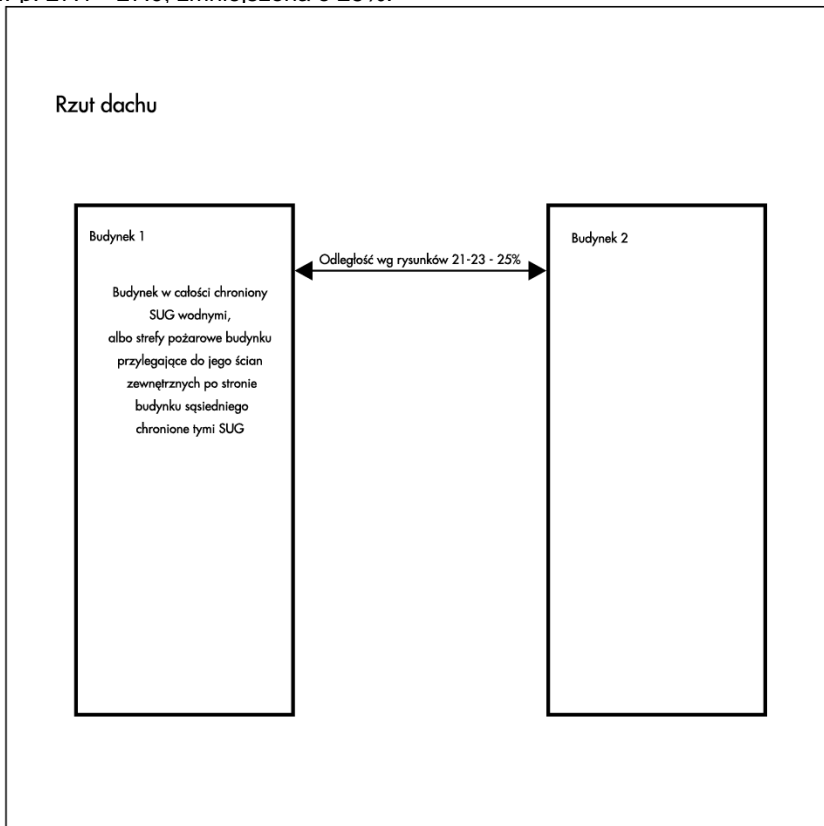 Rzut dachu
Budynek 1
Odległość wg rysunków 21-23 - 25%
Budynek 2
Budynek w całości chroniony
SUG wodnymi,
albo strefy pożarowe budynku
przylegające do jego ścian
zewnętrznych po stronie
budynku sąsiedniego
chronione tymi SUG